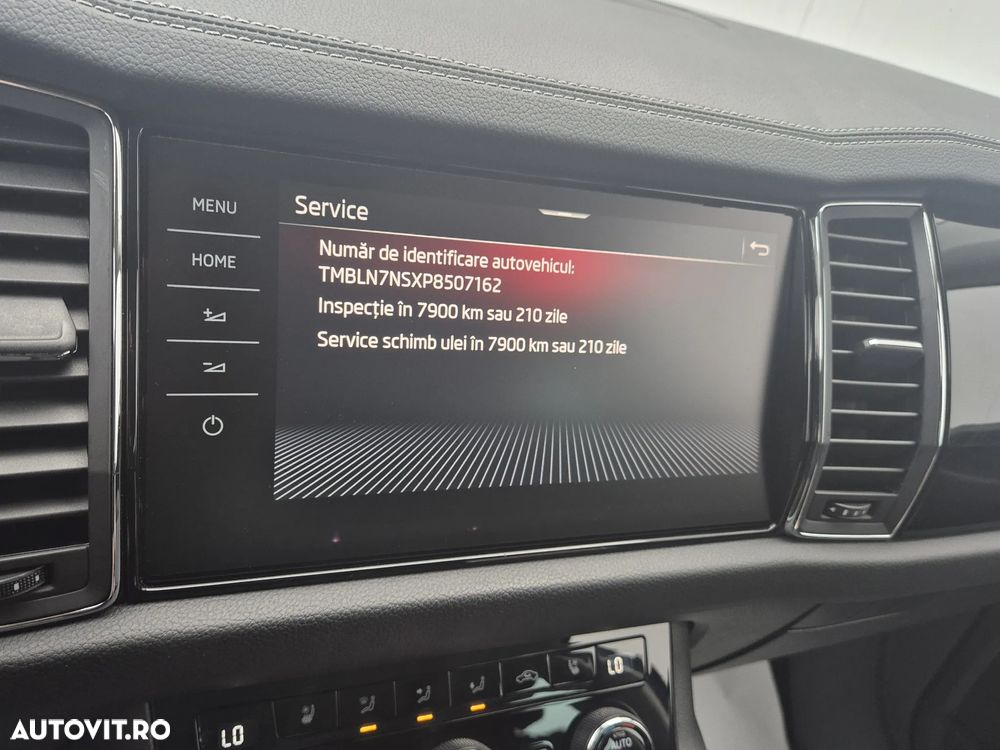 MENU
HOME
Service
Număr de identificare autovehicul:
TMBLN7NSXP8507162
Inspecție în 7900 km sau 210 zile
Service schimb ulei în 7900 km sau 210 zile
LO
LO
AUTO
AUTOVIT.RO